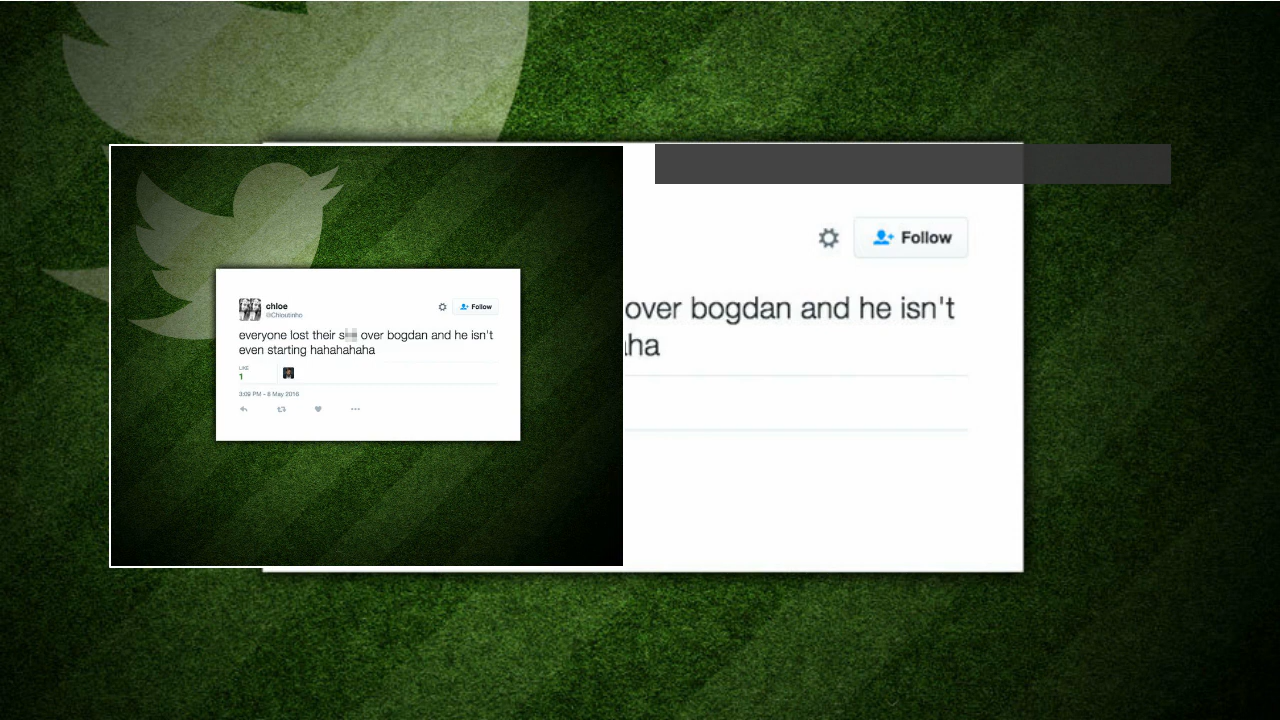 chloe
@Chloutinho
Follow
everyone lost their s over bogdan and he isn't
even starting hahahahaha
LIKE
1
3:09 PM - 8 May 2016
Follow
over bogdan and he isn't
ha